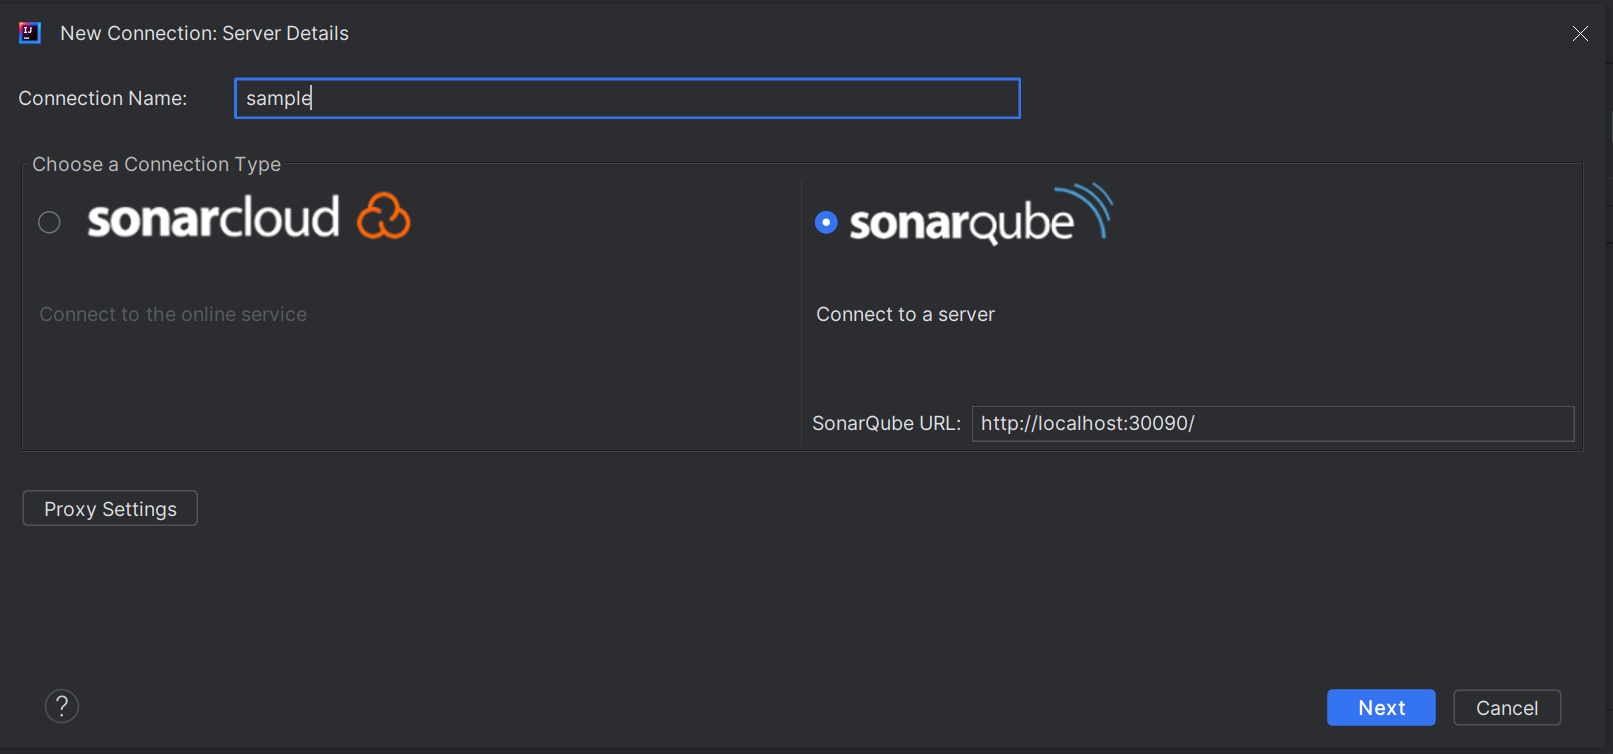 New Connection: Server Details
Connection Name: sample
Choose a Connection Type
sonarcloud
sonarqube
Connect to the online service
Connect to a server
SonarQube URL: http://localhost:30090/
Proxy Settings
?
Next Cancel